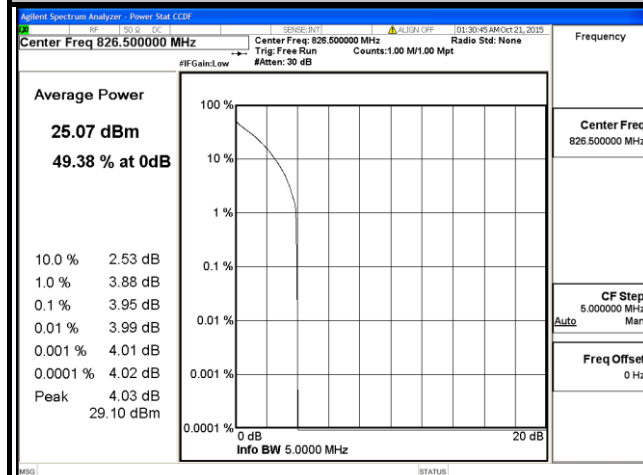 Agilent Spectrum Analyzer - Power Stat CCDF
RF 50 Ω DC SENSE:INT ALIGN OFF 01:30:45 AM Oct 21, 2015
Center Freq 826.500000 MHz
Center Freq: 826.500000 MHz Radio Std: None
Trig: Free Run Counts:1.00 M/1.00 Mpt
#IFGain:Low #Atten: 30 dB
Frequency
Average Power
25.07 dBm
49.38 % at 0dB
10.0 % 2.53 dB
1.0 % 3.88 dB
0.1 % 3.95 dB
0.01 % 3.99 dB
0.001 % 4.01 dB
0.0001 % 4.02 dB
Peak 4.03 dB
29.10 dBm
100 %
10 %
1 %
0.1 %
0.01 %
0.001 %
0.0001 %
0 dB 20 dB
Info BW 5.0000 MHz
Center Freq
826.500000 MHz
CF Step
5.000000 MHz
Auto Man
Freq Offset
0 Hz
MSG STATUS